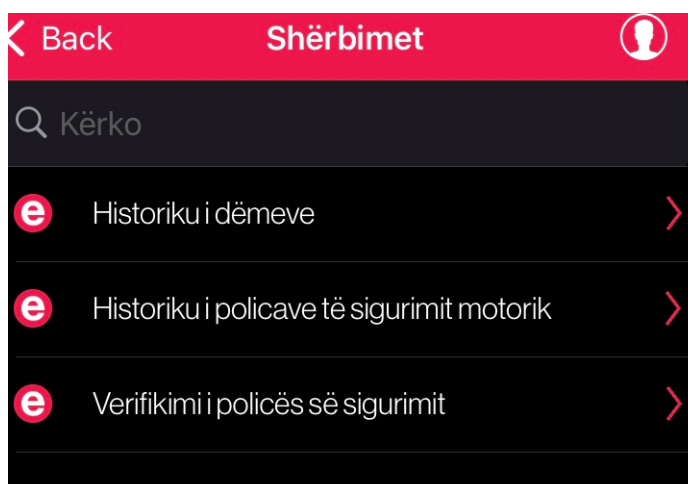 Back Shërbimet
Kërko
e Historiku i dëmeve
e Historiku i policave të sigurimit motorik
e Verifikimi i policës së sigurimit